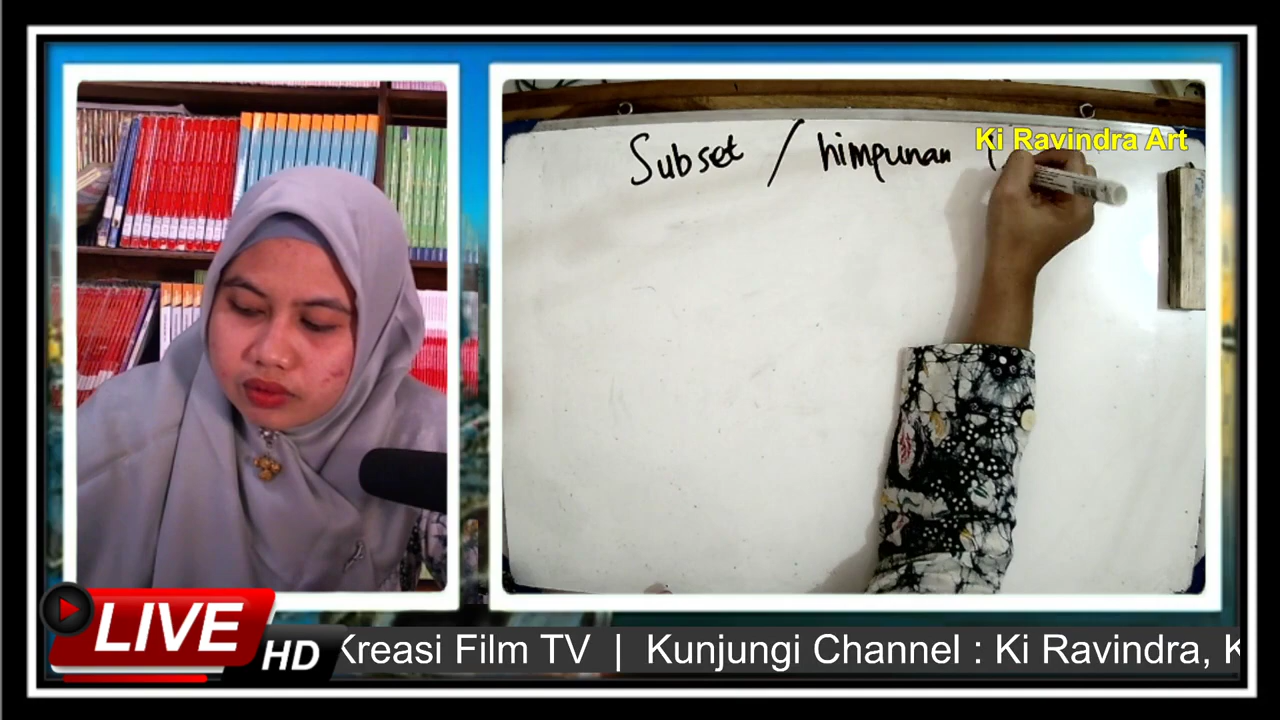 Ki Ravindra Art
Subset / himpunan
LIVE
HD
Kreasi Film TV | Kunjungi Channel : Ki Ravindra, K